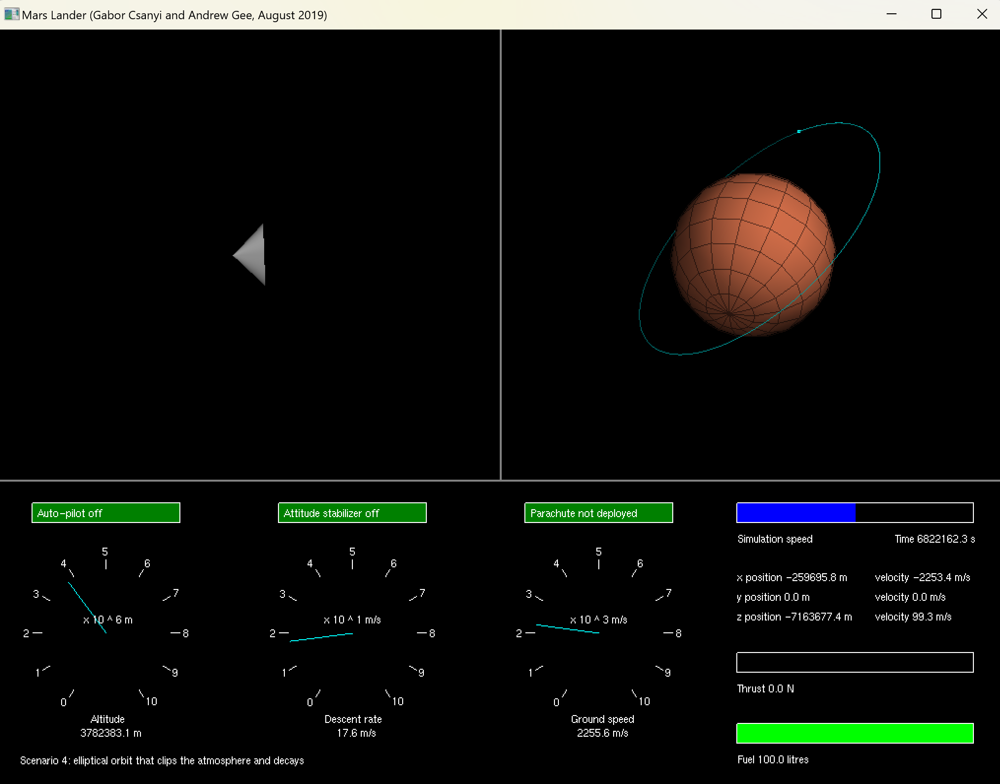 Mars Lander (Gabor Csanyi and Andrew Gee, August 2019)
Auto-pilot off
Attitude stabilizer off
Parachute not deployed
Simulation speed
Time 6822162.3 s
x position -259695.8 m
velocity -2253.4 m/s
y position 0.0 m
velocity 0.0 m/s
z position -7163677.4 m
velocity 99.3 m/s
0 1 2 3 4 5 6 7 8 9 10
x 10 ^ 6 m
Altitude
3782383.1 m
0 1 2 3 4 5 6 7 8 9 10
x 10 ^ 1 m/s
Descent rate
17.6 m/s
0 1 2 3 4 5 6 7 8 9 10
x 10 ^ 3 m/s
Ground speed
2255.6 m/s
Thrust 0.0 N
Fuel 100.0 litres
Scenario 4: elliptical orbit that clips the atmosphere and decays